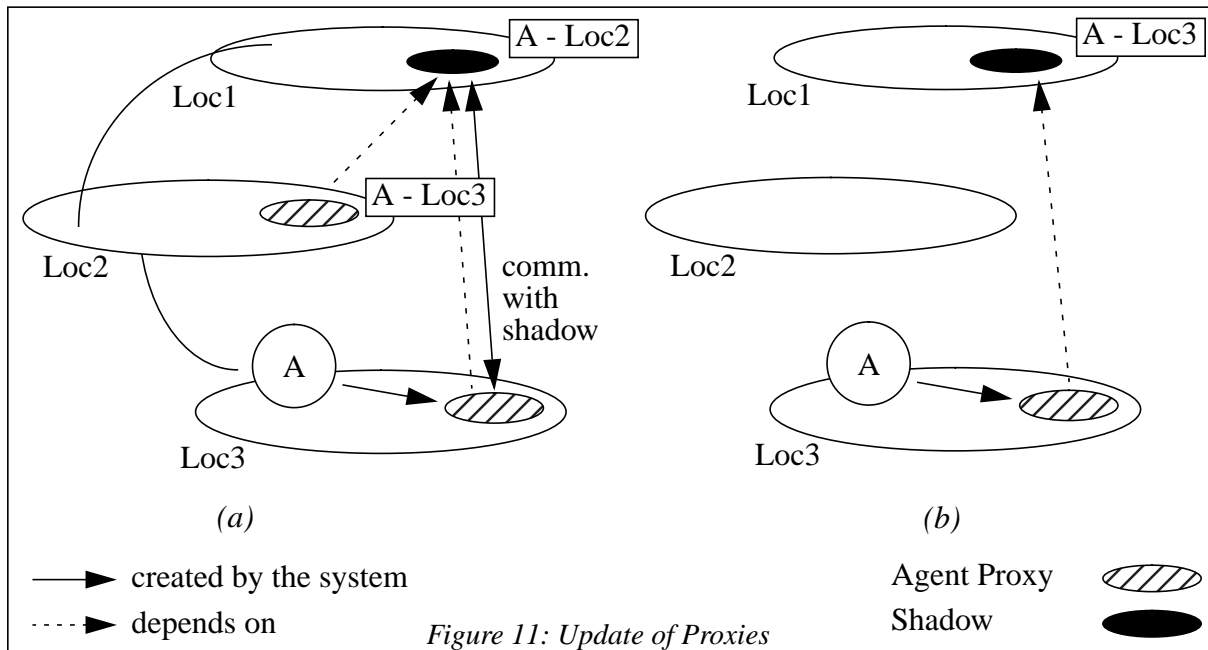 A - Loc2
Loc1
A - Loc3
Loc2
comm.
with
shadow
A
Loc3
(a)
A - Loc3
Loc1
Loc2
A
Loc3
(b)
created by the system
depends on
Agent Proxy
Shadow
Figure 11: Update of Proxies